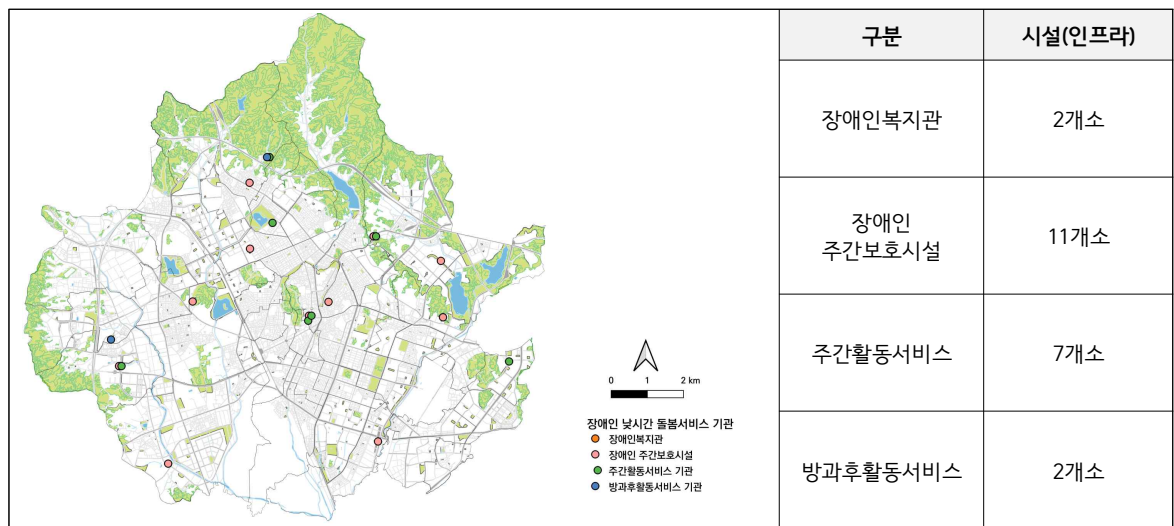 구분 시설(인프라)
장애인복지관 2개소
장애인
주간보호시설 11개소
주간활동서비스 7개소
방과후활동서비스 2개소
0 1 2 km
장애인 낮시간 돌봄서비스 기관
장애인복지관
장애인 주간보호시설
주간활동서비스 기관
방과후활동서비스 기관